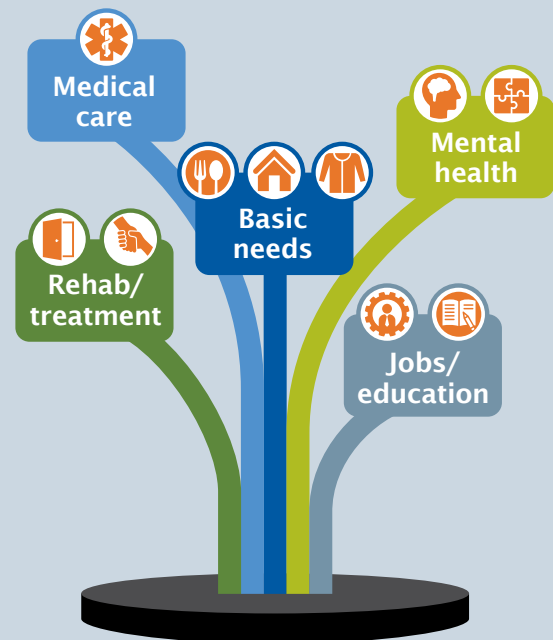 Medical
care
Mental
health
Basic
needs
Rehab/
treatment
Jobs/
education